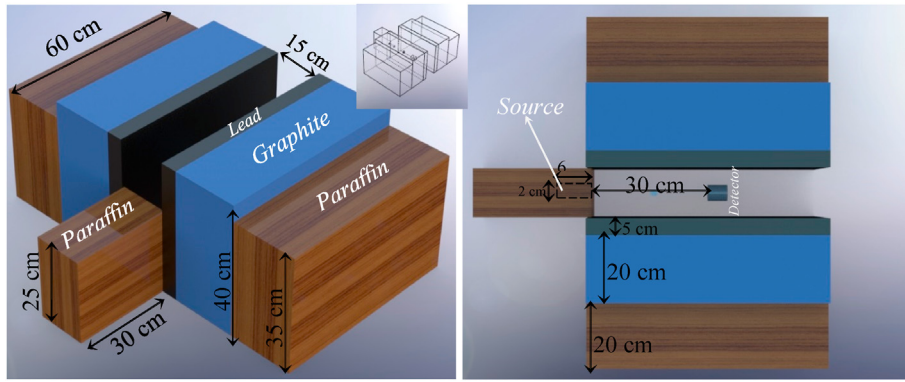 60 cm
15 cm
Lead
Graphite
Paraffin
Paraffin
25 cm
30 cm
40 cm
35 cm
Source
6
2 cm
30 cm
Detector
5 cm
20 cm
20 cm